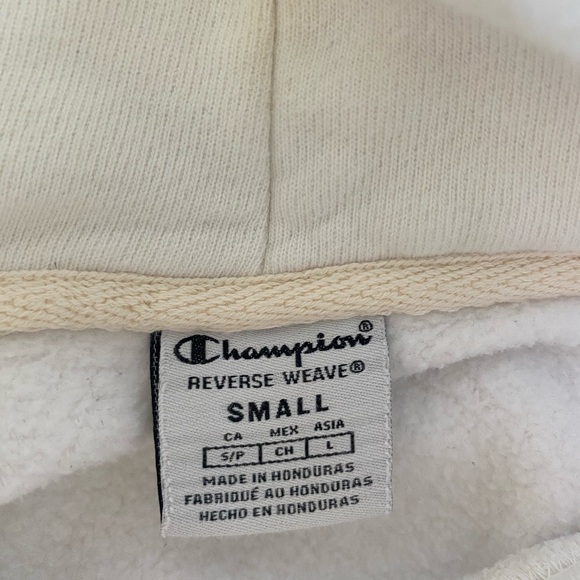 Champion®
REVERSE WEAVE®
SMALL
CA MEX ASIA
S/P CH L
MADE IN HONDURAS
FABRIQUÉ AU HONDURAS
HECHO EN HONDURAS